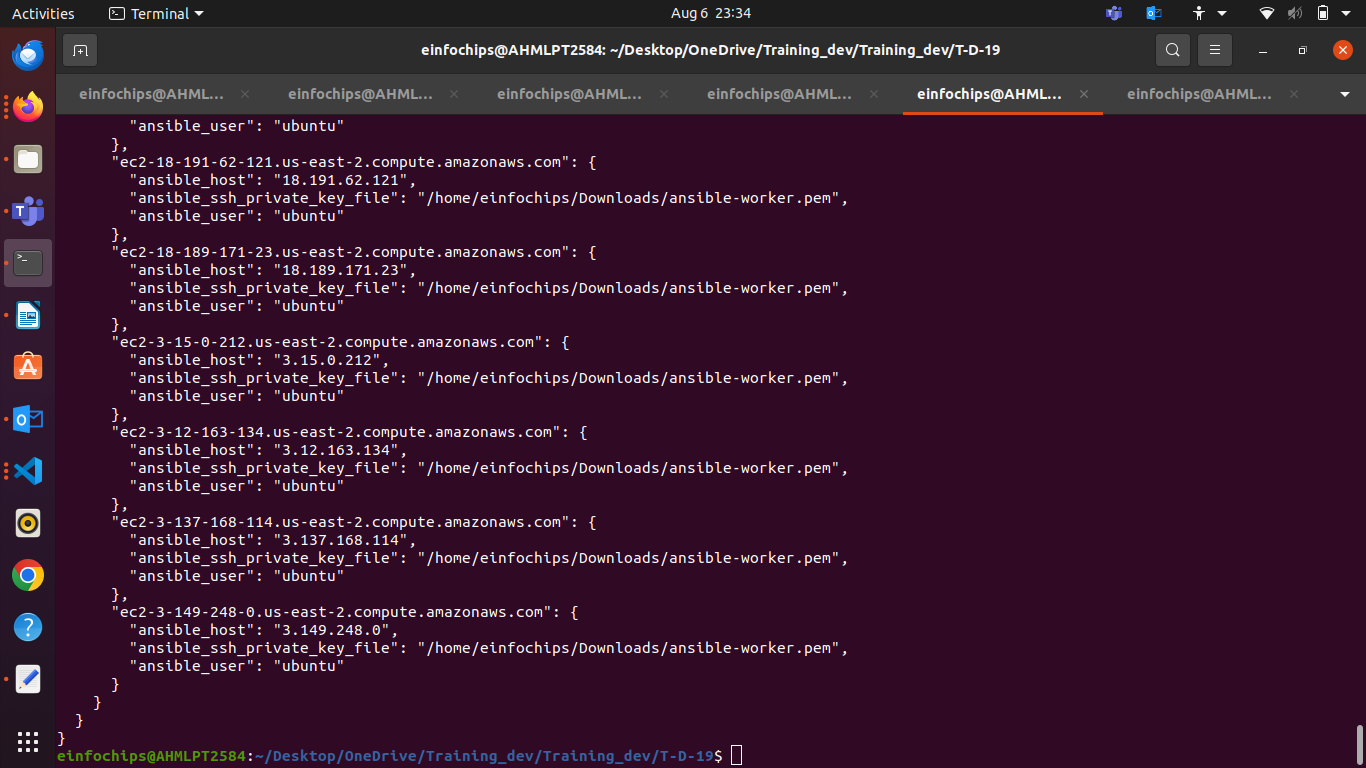 Activities
Terminal
Aug 6 23:34
einfochips@AHMLPT2584: ~/Desktop/OneDrive/Training_dev/Training_dev/T-D-19
einfochips@AHML...
einfochips@AHML...
einfochips@AHML...
einfochips@AHML...
einfochips@AHML...
einfochips@AHML...
        "ansible_user": "ubuntu"
      },
      "ec2-18-191-62-121.us-east-2.compute.amazonaws.com": {
        "ansible_host": "18.191.62.121",
        "ansible_ssh_private_key_file": "/home/einfochips/Downloads/ansible-worker.pem",
        "ansible_user": "ubuntu"
      },
      "ec2-18-189-171-23.us-east-2.compute.amazonaws.com": {
        "ansible_host": "18.189.171.23",
        "ansible_ssh_private_key_file": "/home/einfochips/Downloads/ansible-worker.pem",
        "ansible_user": "ubuntu"
      },
      "ec2-3-15-0-212.us-east-2.compute.amazonaws.com": {
        "ansible_host": "3.15.0.212",
        "ansible_ssh_private_key_file": "/home/einfochips/Downloads/ansible-worker.pem",
        "ansible_user": "ubuntu"
      },
      "ec2-3-12-163-134.us-east-2.compute.amazonaws.com": {
        "ansible_host": "3.12.163.134",
        "ansible_ssh_private_key_file": "/home/einfochips/Downloads/ansible-worker.pem",
        "ansible_user": "ubuntu"
      },
      "ec2-3-137-168-114.us-east-2.compute.amazonaws.com": {
        "ansible_host": "3.137.168.114",
        "ansible_ssh_private_key_file": "/home/einfochips/Downloads/ansible-worker.pem",
        "ansible_user": "ubuntu"
      },
      "ec2-3-149-248-0.us-east-2.compute.amazonaws.com": {
        "ansible_host": "3.149.248.0",
        "ansible_ssh_private_key_file": "/home/einfochips/Downloads/ansible-worker.pem",
        "ansible_user": "ubuntu"
      }
    }
  }
}
einfochips@AHMLPT2584:~/Desktop/OneDrive/Training_dev/Training_dev/T-D-19$